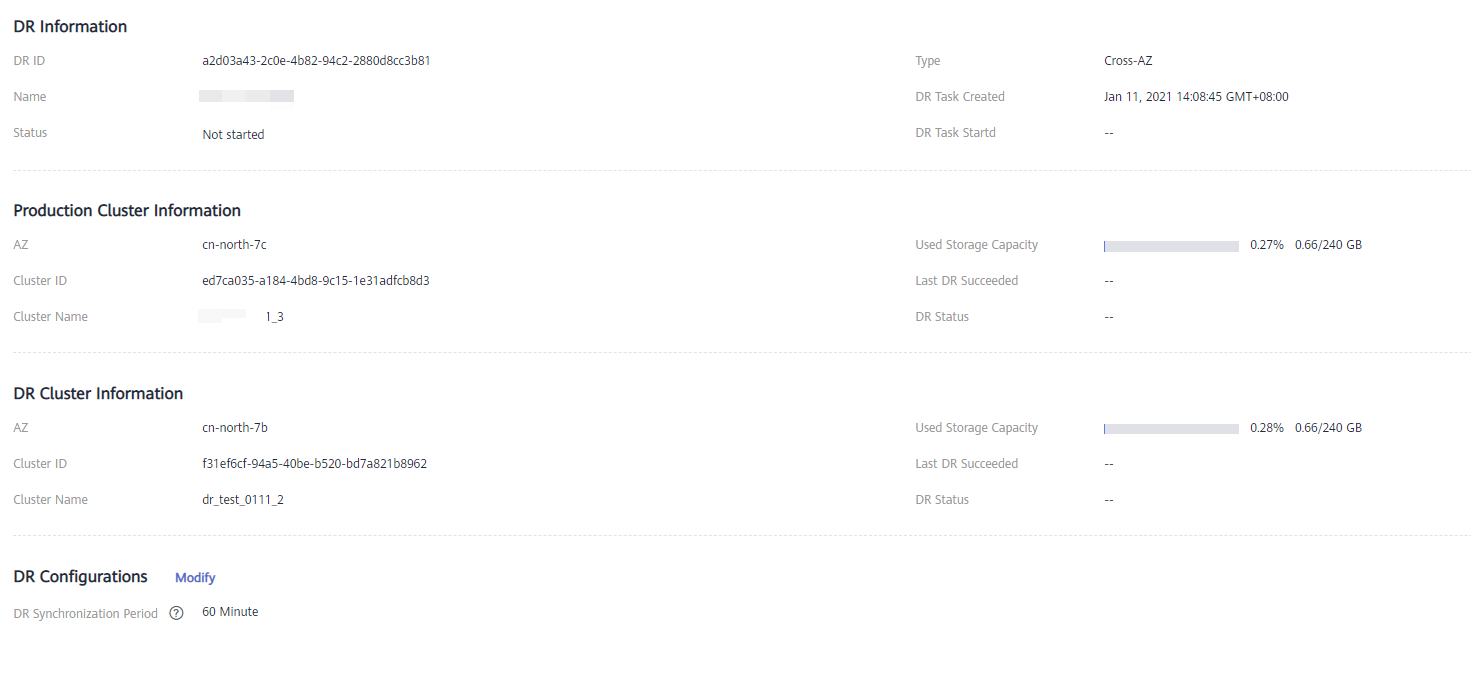 DR Information
DR ID a2d03a43-2c0e-4b82-94c2-2880d8cc3b81 Type Cross-AZ
Name DR Task Created Jan 11, 2021 14:08:45 GMT+08:00
Status Not started DR Task Startd --
Production Cluster Information
AZ cn-north-7c Used Storage Capacity 0.27% 0.66/240 GB
Cluster ID ed7ca035-a184-4bd8-9c15-1e31adfcb8d3 Last DR Succeeded --
Cluster Name 1_3 DR Status --
DR Cluster Information
AZ cn-north-7b Used Storage Capacity 0.28% 0.66/240 GB
Cluster ID f31ef6cf-94a5-40be-b520-bd7a821b8962 Last DR Succeeded --
Cluster Name dr_test_0111_2 DR Status --
DR Configurations Modify
DR Synchronization Period ? 60 Minute